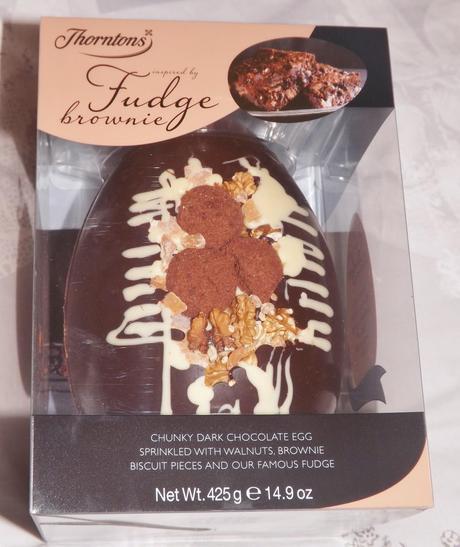 Thorntons
inspired by
Fudge
brownie
CHUNKY DARK CHOCOLATE EGG
SPRINKLED WITH WALNUTS, BROWNIE
BISCUIT PIECES AND OUR FAMOUS FUDGE
Net Wt. 425g ℮ 14.9 oz